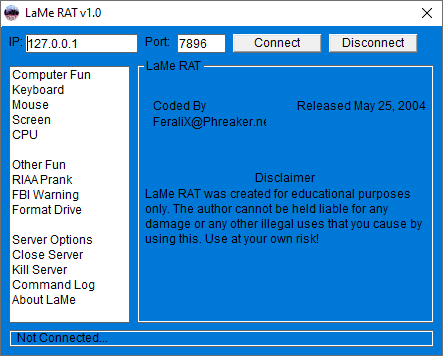 LaMe RAT v1.0
IP: 127.0.0.1 Port: 7896 Connect Disconnect
Computer Fun
Keyboard
Mouse
Screen
CPU
Other Fun
RIAA Prank
FBI Warning
Format Drive
Server Options
Close Server
Kill Server
Command Log
About LaMe
LaMe RAT
Coded By Released May 25, 2004
FeraliX@Phreaker.ne
Disclaimer
LaMe RAT was created for educational purposes
only. The author cannot be held liable for any
damage or any other illegal uses that you cause by
using this. Use at your own risk!
Not Connected...